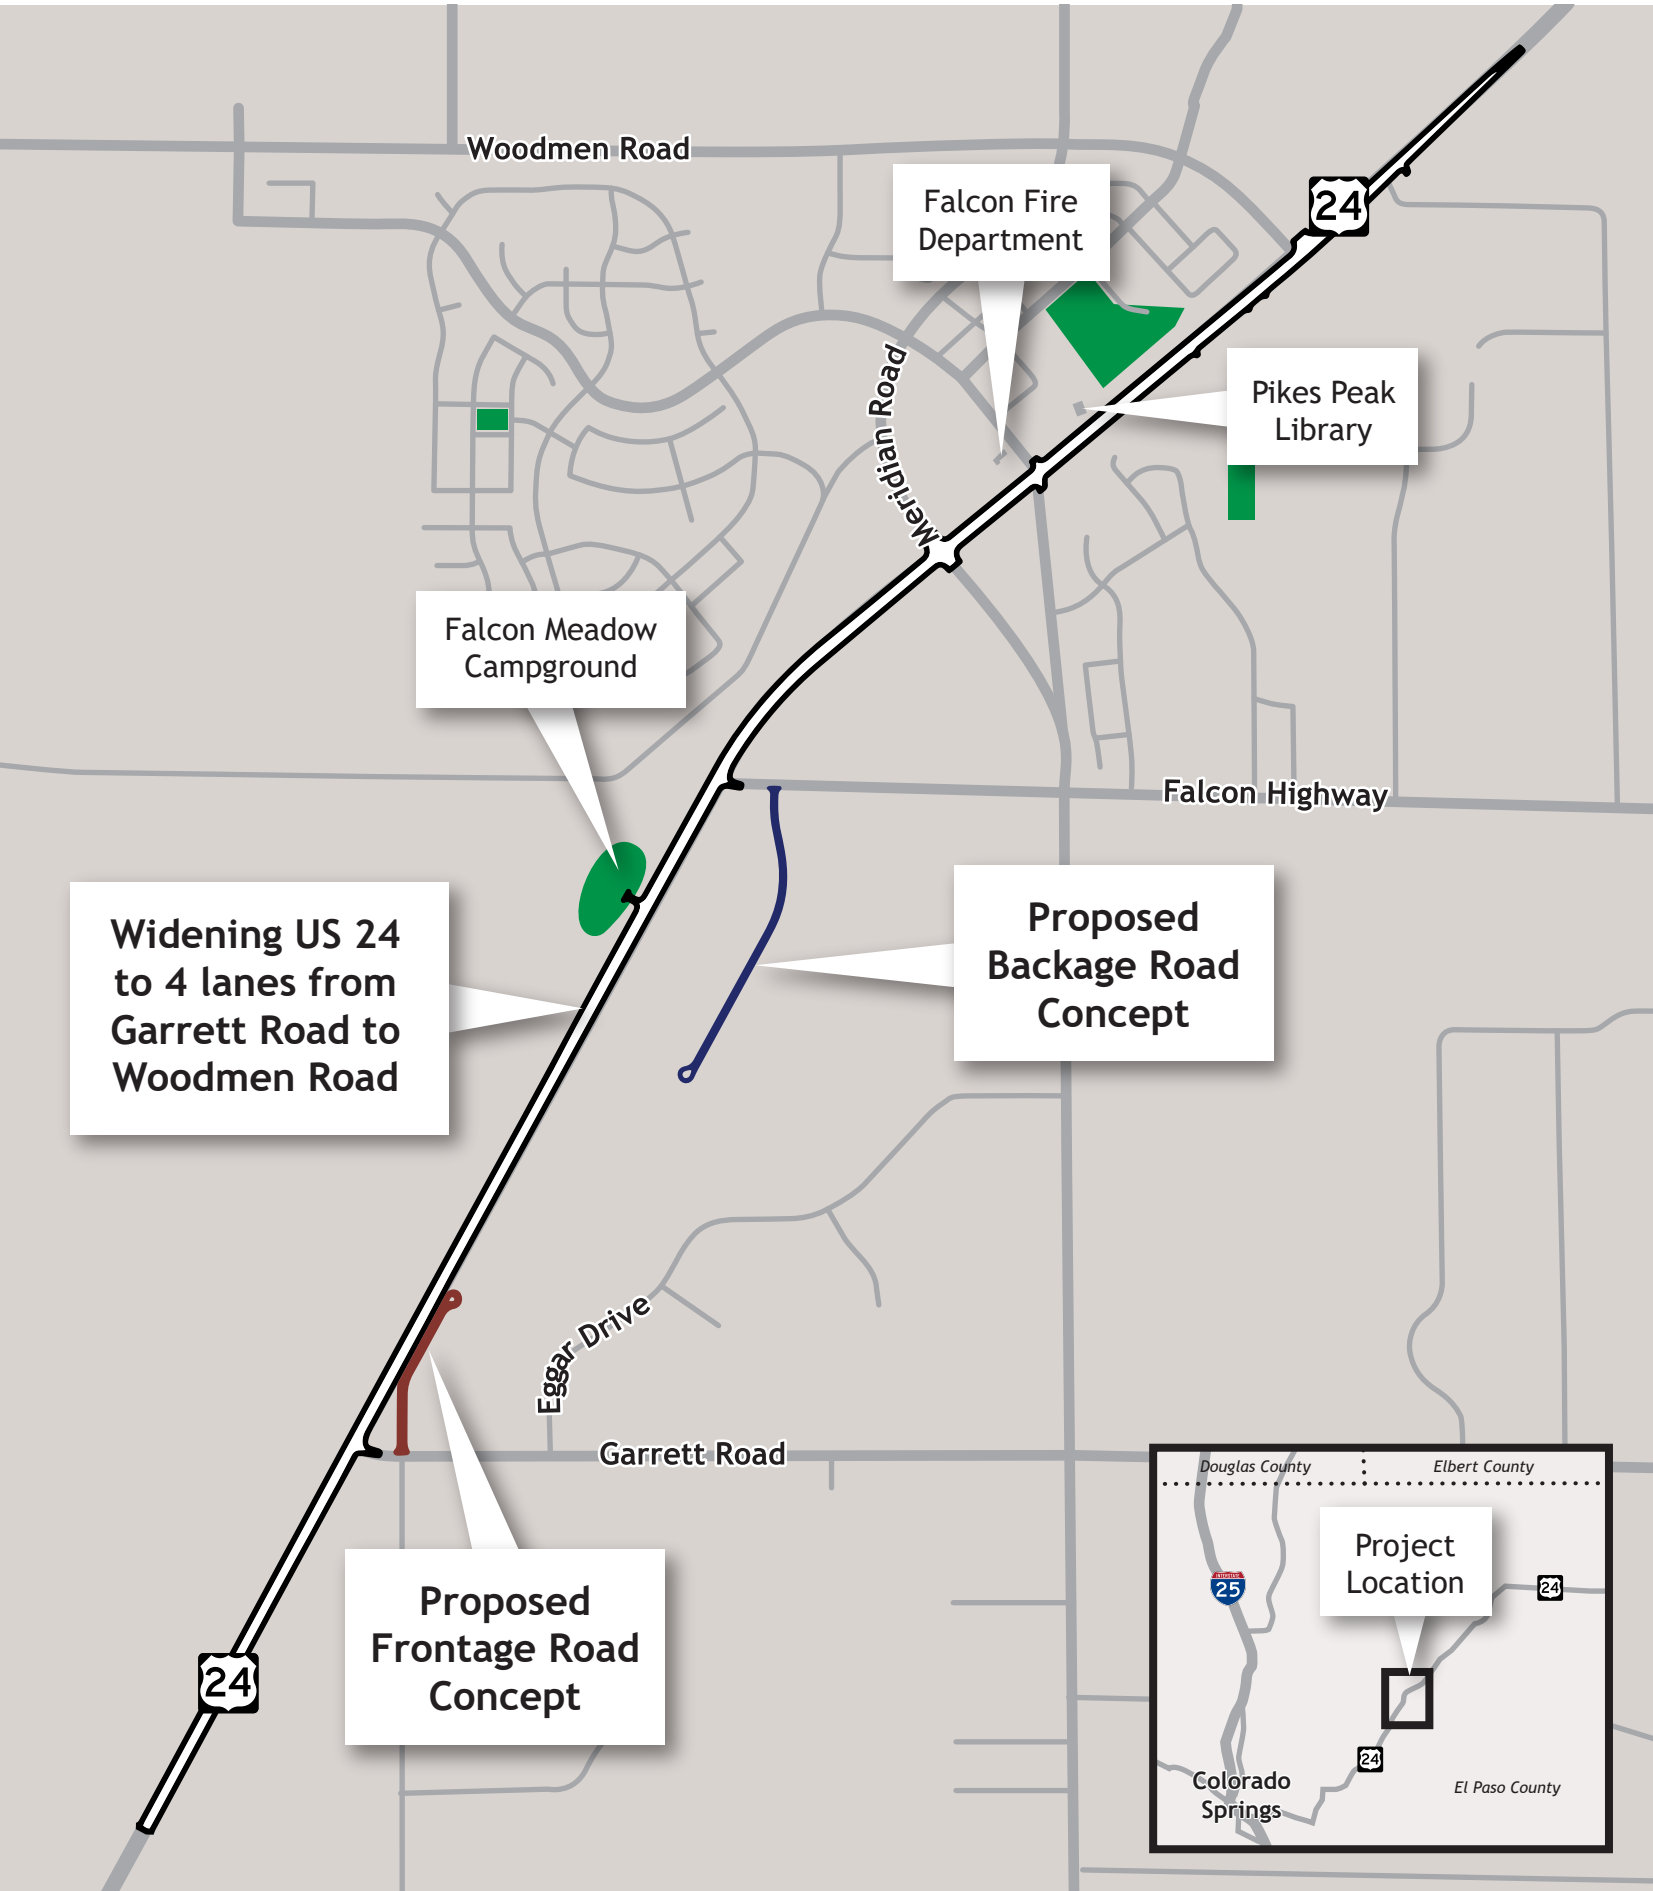 Woodmen Road
Falcon Fire
Department
24
Pikes Peak
Library
Meridian Road
Falcon Meadow
Campground
Falcon Highway
Widening US 24
to 4 lanes from
Garrett Road to
Woodmen Road
Proposed
Backage Road
Concept
Eggar Drive
Garrett Road
Proposed
Frontage Road
Concept
24
Douglas County
Elbert County
Project
Location
INTERSTATE
25
24
24
Colorado
Springs
El Paso County